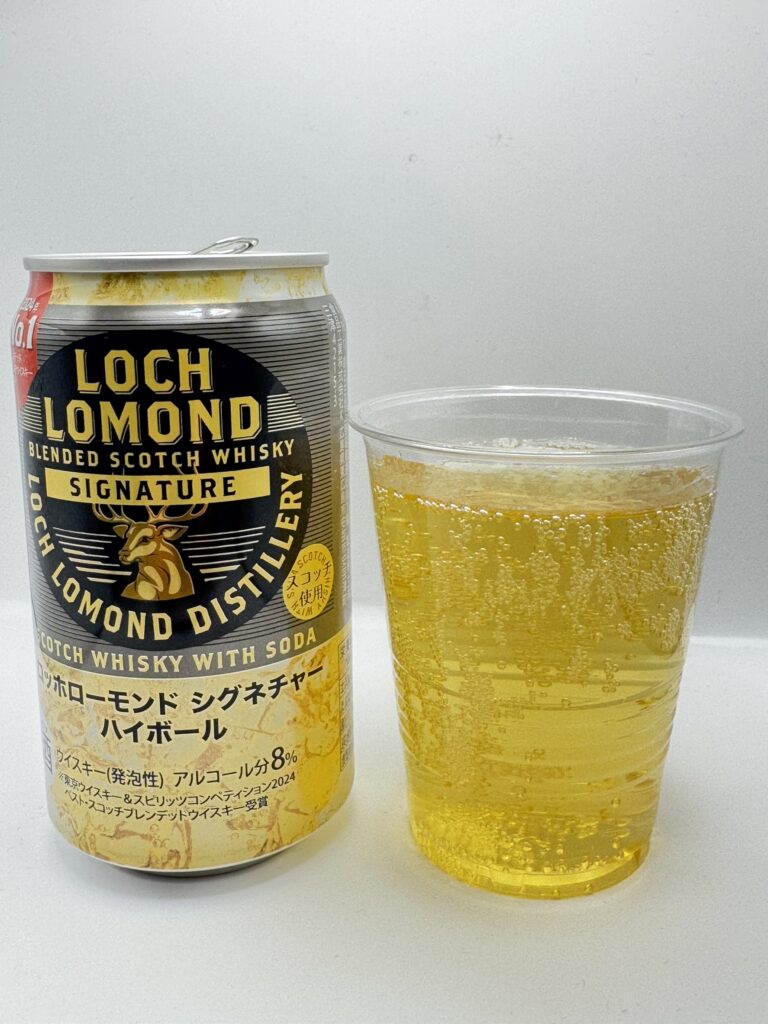 No.1
LOCH
LOMOND
BLENDED SCOTCH WHISKY
SIGNATURE
LOCH LOMOND DISTILLERY
スコッチ
使用
SCOTCH WHISKY WITH SODA
ロッホローモンド シグネチャー
ハイボール
ウイスキー(発泡性) アルコール分8%
※東京ウイスキー&スピリッツコンペティション2024
ベスト・スコッチブレンデッドウイスキー受賞